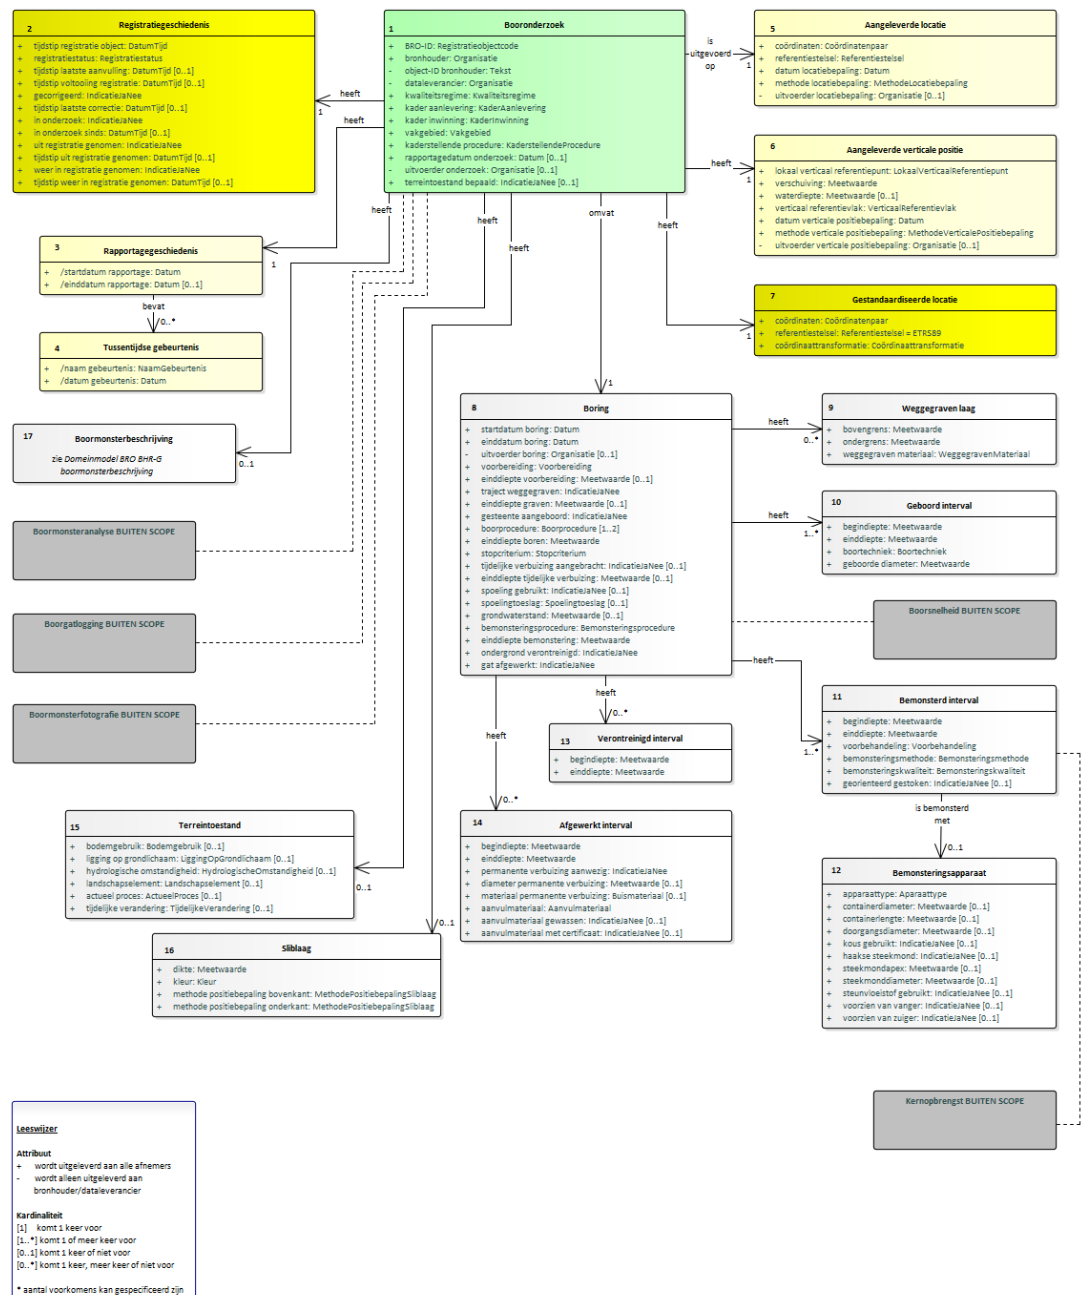 2 Registratiegeschiedenis
+ tijdstip registratie object: DatumTijd
+ registratiestatus: Registratiestatus
+ tijdstip laatste aanvulling: DatumTijd [0..1]
+ tijdstip voltooiing registratie: DatumTijd [0..1]
+ gecorrigeerd: IndicatieJaNee
+ tijdstip laatste correctie: DatumTijd [0..1]
+ in onderzoek: IndicatieJaNee
+ in onderzoek sinds: DatumTijd [0..1]
+ uit registratie genomen: IndicatieJaNee
+ tijdstip uit registratie genomen: DatumTijd [0..1]
+ weer in registratie genomen: IndicatieJaNee
+ tijdstip weer in registratie genomen: DatumTijd [0..1]
1 Booronderzoek
+ BRO-ID: Registratieobjectcode
+ bronhouder: Organisatie
- object-ID bronhouder: Tekst
- dataleverancier: Organisatie
+ kwaliteitsregime: Kwaliteitsregime
+ kader aanlevering: KaderAanlevering
+ kader inwinning: KaderInwinning
+ vakgebied: Vakgebied
+ kaderstellende procedure: KaderstellendeProcedure
+ rapportagedatum onderzoek: Datum [0..1]
- uitvoerder onderzoek: Organisatie [0..1]
+ terreintoestand bepaald: IndicatieJaNee [0..1]
5 Aangeleverde locatie
+ coördinaten: Coördinatenpaar
+ referentiestelsel: Referentiestelsel
+ datum locatiebepaling: Datum
+ methode locatiebepaling: MethodeLocatiebepaling
- uitvoerder locatiebepaling: Organisatie [0..1]
is
uitgevoerd
op
1
heeft
1
heeft
heeft
1
6 Aangeleverde verticale positie
+ lokaal verticaal referentiepunt: LokaalVerticaalReferentiepunt
+ verschuiving: Meetwaarde
+ waterdiepte: Meetwaarde [0..1]
+ verticaal referentievlak: VerticaalReferentievlak
+ datum verticale positiebepaling: Datum
+ methode verticale positiebepaling: MethodeVerticalePositiebepaling
- uitvoerder verticale positiebepaling: Organisatie [0..1]
heeft
heeft
heeft
omvat
heeft
3 Rapportagegeschiedenis
+ /startdatum rapportage: Datum
+ /einddatum rapportage: Datum [0..1]
1
bevat
0..*
4 Tussentijdse gebeurtenis
+ /naam gebeurtenis: NaamGebeurtenis
+ /datum gebeurtenis: Datum
7 Gestandaardiseerde locatie
+ coördinaten: Coördinatenpaar
+ referentiestelsel: Referentiestelsel = ETRS89
+ coördinaattransformatie: Coördinaattransformatie
1
1
17 Boormonsterbeschrijving
zie Domeinmodel BRO BHR-G
boormonsterbeschrijving
0..1
8 Boring
+ startdatum boring: Datum
+ einddatum boring: Datum
- uitvoerder boring: Organisatie [0..1]
+ voorbereiding: Voorbereiding
+ einddiepte voorbereiding: Meetwaarde [0..1]
+ traject weggegraven: IndicatieJaNee
+ einddiepte graven: Meetwaarde [0..1]
+ gesteente aangeboord: IndicatieJaNee
+ boorprocedure: Boorprocedure [1..2]
+ einddiepte boren: Meetwaarde
+ stopcriterium: Stopcriterium
+ tijdelijke verbuizing aangebracht: IndicatieJaNee [0..1]
+ einddiepte tijdelijke verbuizing: Meetwaarde [0..1]
+ spoeling gebruikt: IndicatieJaNee [0..1]
+ spoelingtoeslag: Spoelingtoeslag [0..1]
+ grondwaterstand: Meetwaarde [0..1]
+ bemonsteringsprocedure: Bemonsteringsprocedure
+ einddiepte bemonstering: Meetwaarde
+ ondergrond verontreinigd: IndicatieJaNee
+ gat afgewerkt: IndicatieJaNee
heeft
0..*
9 Weggegraven laag
+ bovengrens: Meetwaarde
+ ondergrens: Meetwaarde
+ weggegraven materiaal: WeggegravenMateriaal
heeft
1..*
10 Geboord interval
+ begindiepte: Meetwaarde
+ einddiepte: Meetwaarde
+ boortechniek: Boortechniek
+ geboorde diameter: Meetwaarde
Boormonsteranalyse BUITEN SCOPE
Boorgatlogging BUITEN SCOPE
Boormonsterfotografie BUITEN SCOPE
Boorsnelheid BUITEN SCOPE
heeft
1..*
11 Bemonsterd interval
+ begindiepte: Meetwaarde
+ einddiepte: Meetwaarde
+ voorbehandeling: Voorbehandeling
+ bemonsteringsmethode: Bemonsteringsmethode
+ bemonsteringskwaliteit: Bemonsteringskwaliteit
+ georienteerd gestoken: IndicatieJaNee [0..1]
heeft
0..*
13 Verontreinigd interval
+ begindiepte: Meetwaarde
+ einddiepte: Meetwaarde
heeft
0..*
14 Afgewerkt interval
+ begindiepte: Meetwaarde
+ einddiepte: Meetwaarde
+ permanente verbuizing aanwezig: IndicatieJaNee
+ diameter permanente verbuizing: Meetwaarde [0..1]
+ materiaal permanente verbuizing: Buismateriaal [0..1]
+ aanvulmateriaal: Aanvulmateriaal
+ aanvulmateriaal gewassen: IndicatieJaNee [0..1]
+ aanvulmateriaal met certificaat: IndicatieJaNee [0..1]
is bemonsterd
met
0..1
12 Bemonsteringsapparaat
+ apparaattype: Aparaattype
+ containerdiameter: Meetwaarde [0..1]
+ containerlengte: Meetwaarde [0..1]
+ doorgangsdiameter: Meetwaarde [0..1]
+ kous gebruikt: IndicatieJaNee [0..1]
+ haakse steekmond: IndicatieJaNee [0..1]
+ steekmondapex: Meetwaarde [0..1]
+ steekmonddiameter: Meetwaarde [0..1]
+ steunvloeistof gebruikt: IndicatieJaNee [0..1]
+ voorzien van vanger: IndicatieJaNee [0..1]
+ voorzien van zuiger: IndicatieJaNee [0..1]
15 Terreintoestand
+ bodemgebruik: Bodemgebruik [0..1]
+ ligging op grondlichaam: LiggingOpGrondlichaam [0..1]
+ hydrologische omstandigheid: HydrologischeOmstandigheid [0..1]
+ landschapselement: Landschapselement [0..1]
+ actueel proces: ActueelProces [0..1]
+ tijdelijke verandering: TijdelijkeVerandering [0..1]
0..1
0..1
16 Sliblaag
+ dikte: Meetwaarde
+ kleur: Kleur
+ methode positiebepaling bovenkant: MethodePositiebepalingSliblaag
+ methode positiebepaling onderkant: MethodePositiebepalingSliblaag
Kernopbrengst BUITEN SCOPE
Leeswijzer
Attribuut
+ wordt uitgeleverd aan alle afnemers
- wordt alleen uitgeleverd aan
bronhouder/dataleverancier
Kardinaliteit
[1] komt 1 keer voor
[1..*] komt 1 of meer keer voor
[0..1] komt 1 keer of niet voor
[0..*] komt 1 keer, meer keer of niet voor
* aantal voorkomens kan gespecificeerd zijn